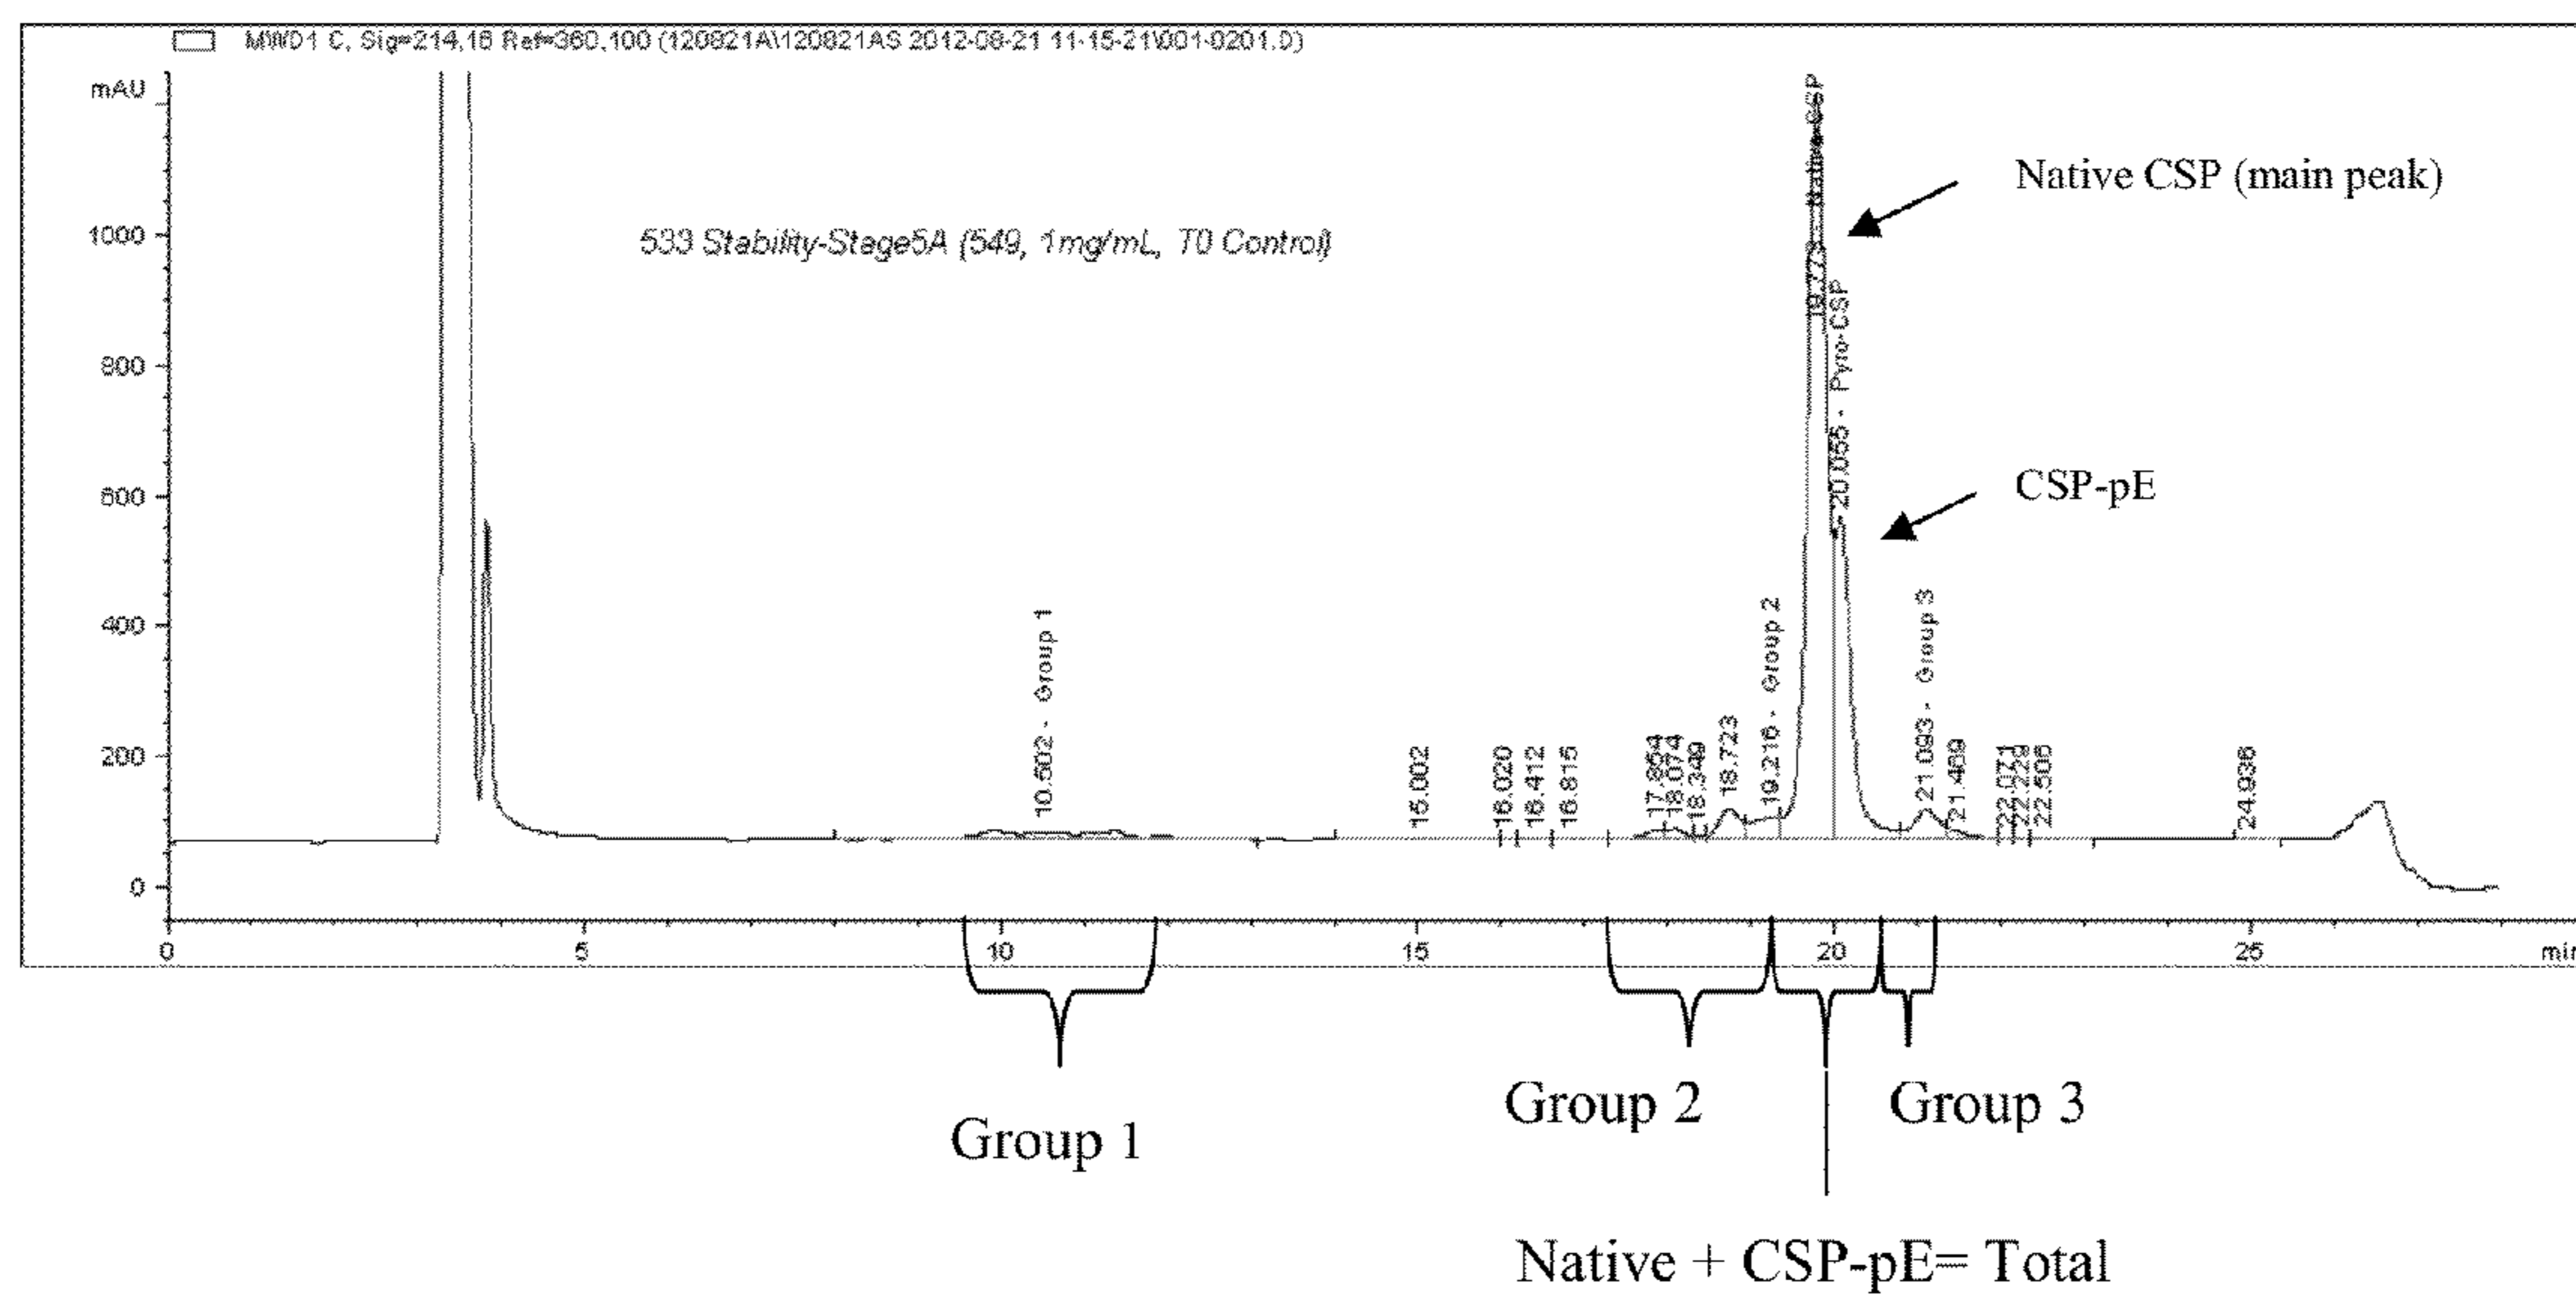 MWD1 C, Sig=214,16 Ref=360,100 (120821A\120821AS 2012-08-21 11-15-21\001-0201.D)
mAU
1000
800
600
400
200
0
533 Stability-Stage5A (549, 1mg/mL, T0 Control)
10.502 - Group 1
15.002
16.020
16.412
16.815
17.854
18.074
18.349
18.723
19.216 - Group 2
19.773 - Native CSP
20.055 - Pyro-CSP
21.093 - Group 3
21.469
22.071
22.229
22.506
24.936
Native CSP (main peak)
CSP-pE
0
5
10
15
20
25
min
Group 1
Group 2
Group 3
Native + CSP-pE= Total